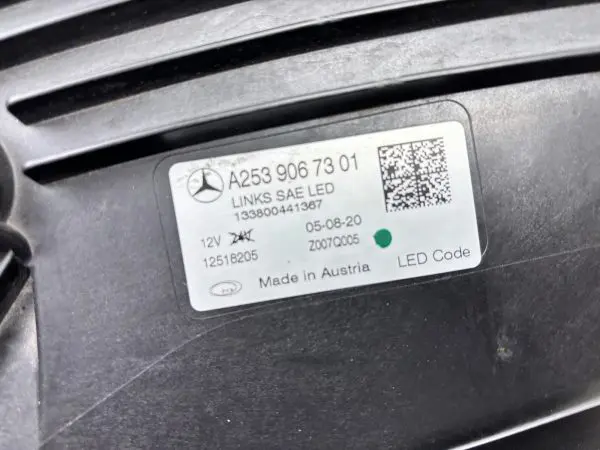 A253 906 73 01
LINKS SAE LED
133800441367
12V 24V 05-08-20
12518205 Z007Q005
Made in Austria LED Code